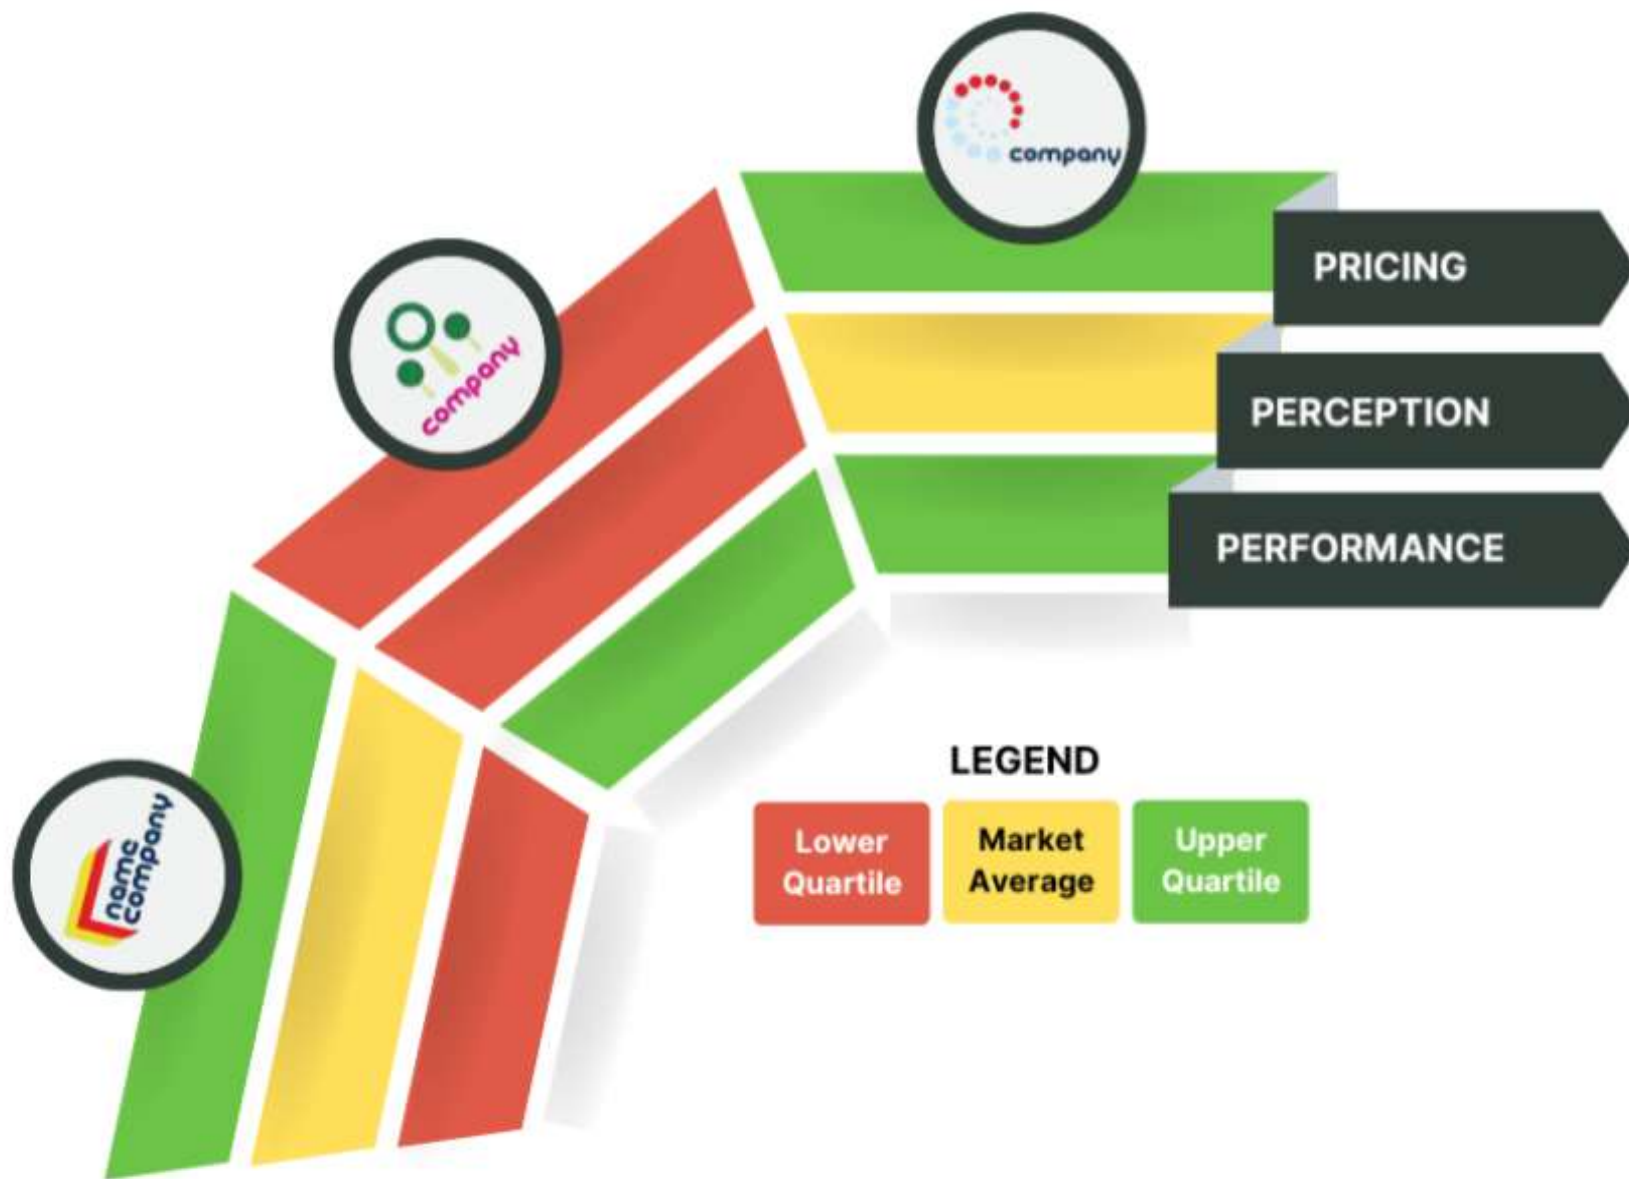 company
PRICING
company
PERCEPTION
PERFORMANCE
LEGEND
Lower
Quartile
Market
Average
Upper
Quartile
name
company